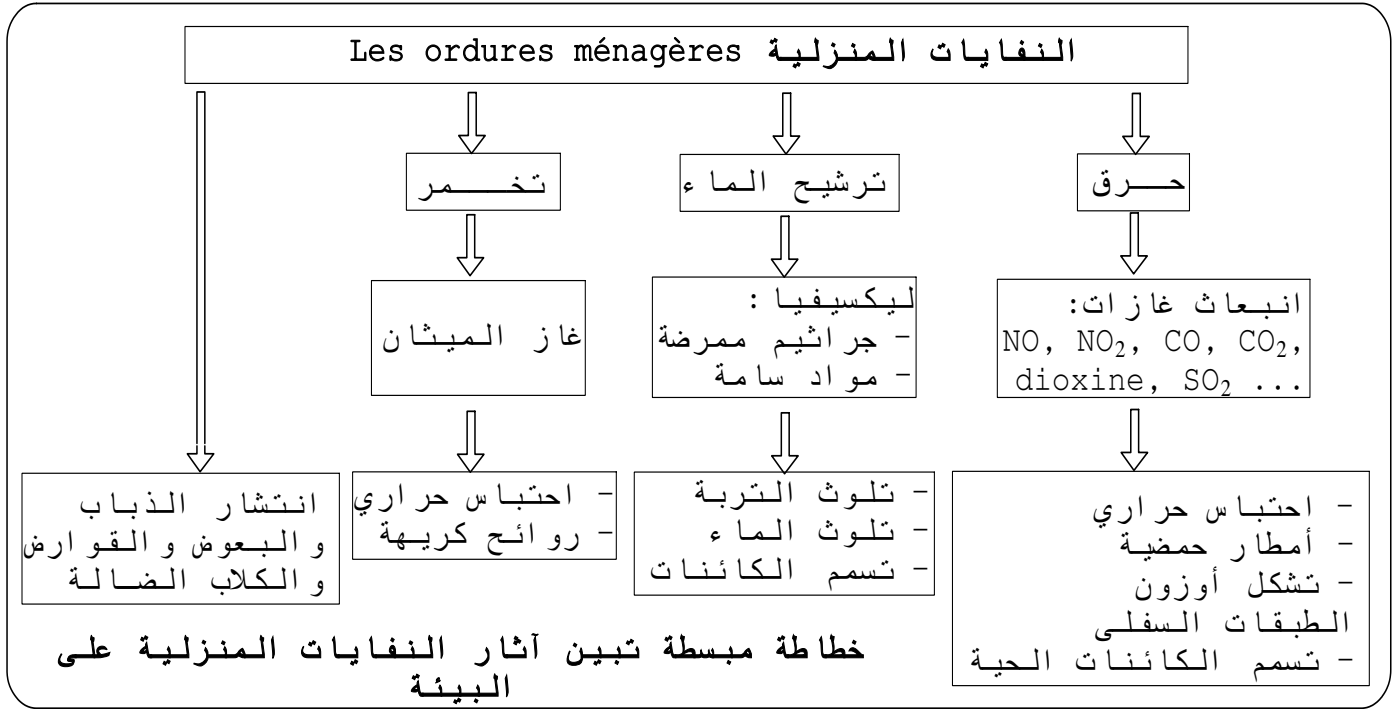 النفايات المنزلية Les ordures ménagères
حرق
ترشيح الماء
تخمر
انبعاث غازات:
NO, NO₂, CO, CO₂,
dioxine, SO₂ ...
ليكسيفيا :
- جراثيم ممرضة
- مواد سامة
غاز الميثان
- احتباس حراري
- أمطار حمضية
- تشكل أوزون
الطبقات السفلى
- تسمم الكائنات الحية
- تلوث التربة
- تلوث الماء
- تسمم الكائنات
- احتباس حراري
- روائح كريهة
انتشار الذباب
والبعوض والقوارض
والكلاب الضالة
خطاطة مبسطة تبين آثار النفايات المنزلية على
البيئة